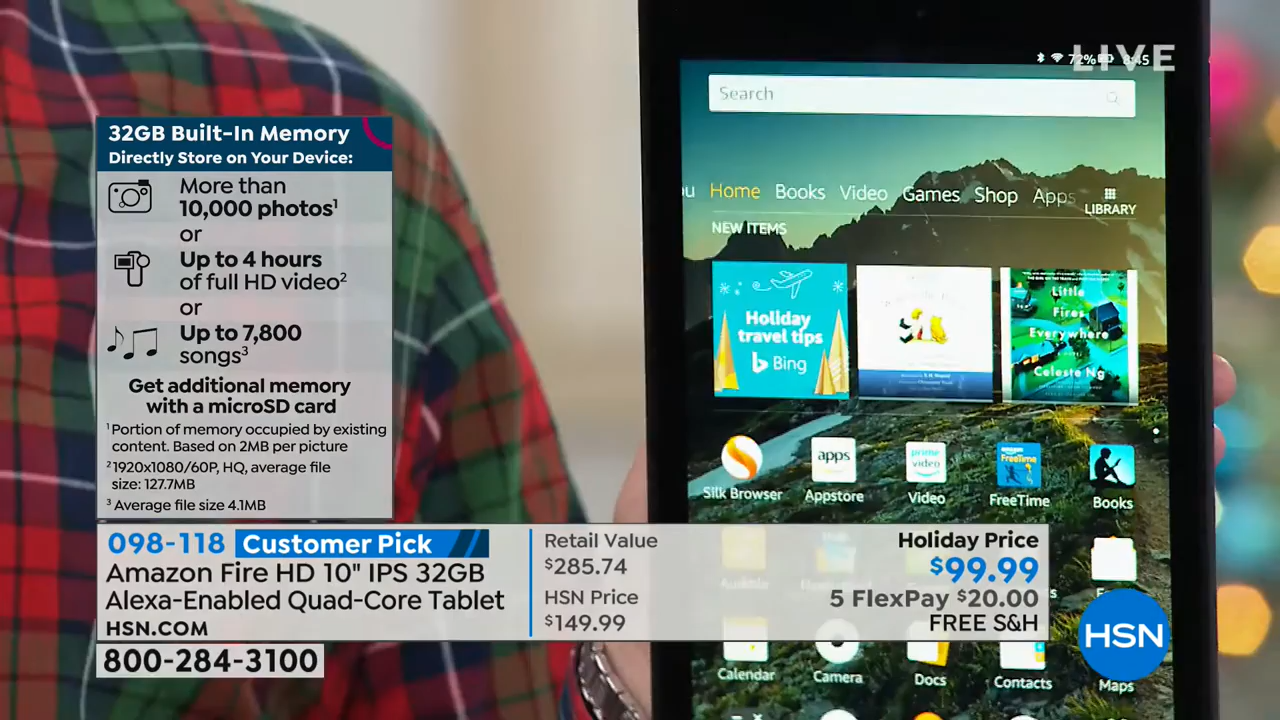 LIVE
72%
8:45
Search
Home Books Video Games Shop Apps
LIBRARY
NEW ITEMS
Holiday
travel tips
Bing
Little
Fires
Everywhere
Celeste Ng
Silk Browser
apps
Appstore
prime
video
Video
amazon
FreeTime
FreeTime
Books
Calendar
Camera
Docs
Contacts
Maps
32GB Built-In Memory
Directly Store on Your Device:
More than
10,000 photos¹
or
Up to 4 hours
of full HD video²
or
Up to 7,800
songs³
Get additional memory
with a microSD card
¹ Portion of memory occupied by existing
content. Based on 2MB per picture
² 1920x1080/60P, HQ, average file
size: 127.7MB
³ Average file size 4.1MB
098-118 Customer Pick
Amazon Fire HD 10" IPS 32GB
Alexa-Enabled Quad-Core Tablet
HSN.COM
Retail Value
$285.74
HSN Price
$149.99
Holiday Price
$99.99
5 FlexPay $20.00
FREE S&H
HSN
800-284-3100